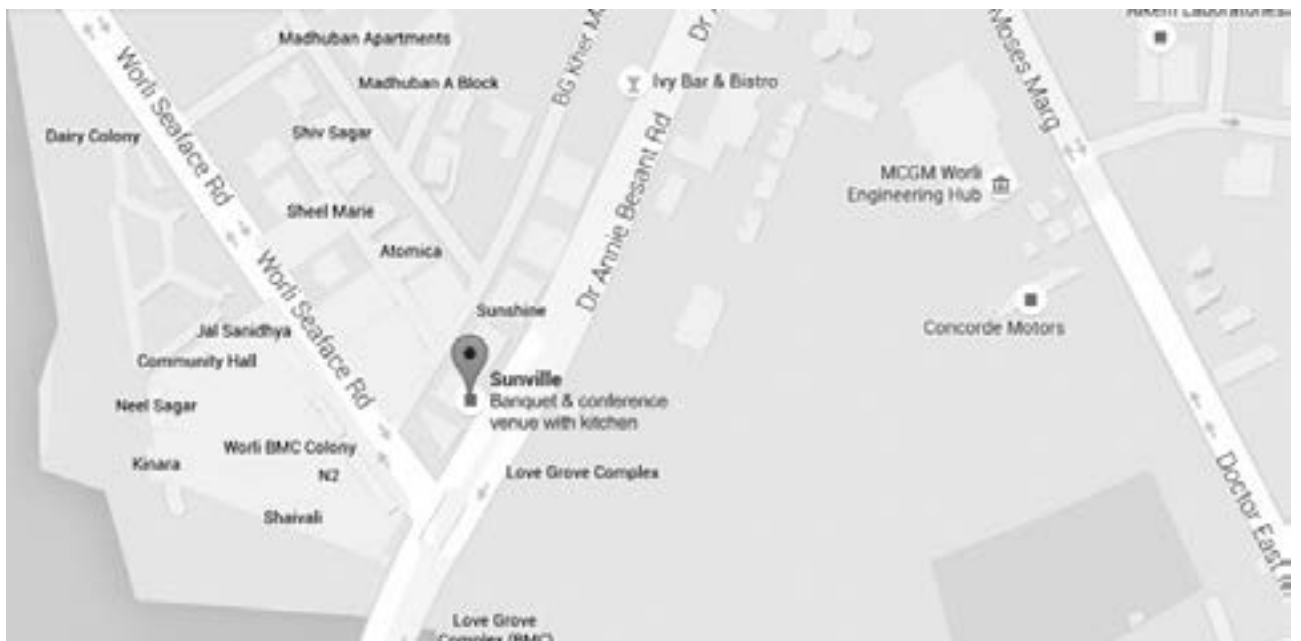 Madhuban Apartments
Madhuban A Block
BG Kher
Ivy Bar & Bistro
Moses Marg
Worli Seaface Rd
Dairy Colony
Shiv Sagar
Sheel Marie
Atomica
Dr Annie Besant Rd
MCGM Worli
Engineering Hub
Worli Seaface Rd
Sunshine
Concorde Motors
Jal Sanidhya
Community Hall
Sunville
Banquet & conference
venue with kitchen
Neel Sagar
Worli BMC Colony
N2
Kinara
Shaivali
Love Grove Complex
Doctor East
Love Grove
Complex (BMC)